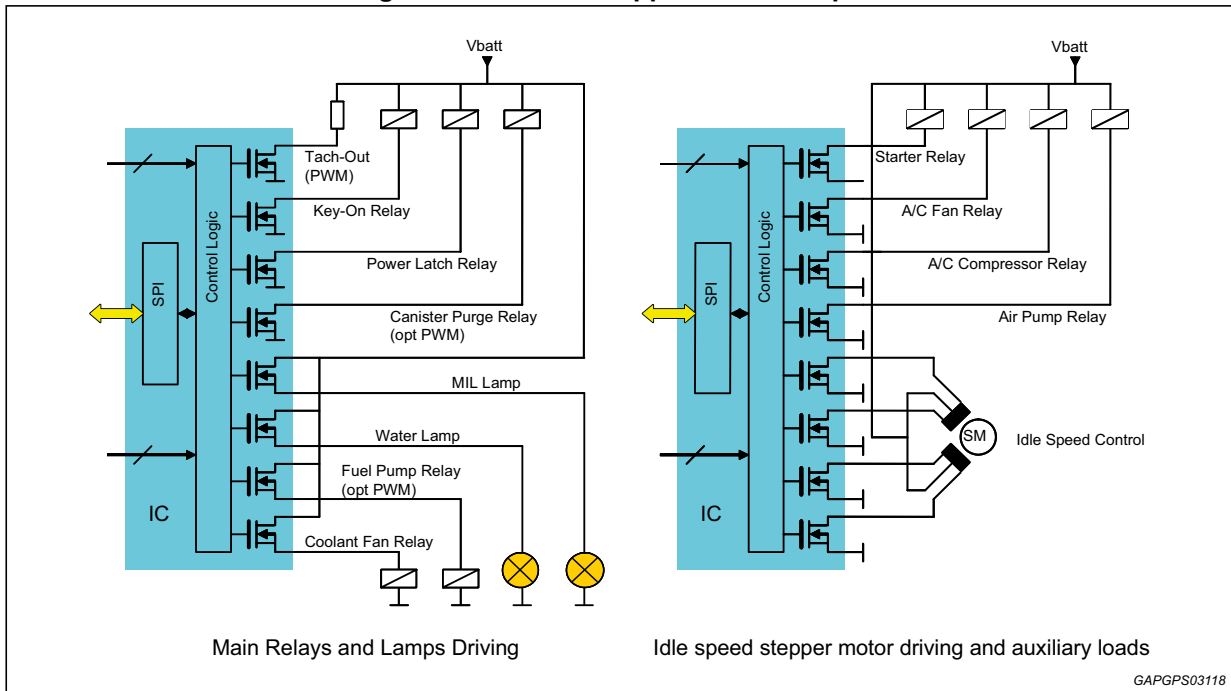 Vbatt
Tach-Out
(PWM)
Key-On Relay
Power Latch Relay
Canister Purge Relay
(opt PWM)
MIL Lamp
Water Lamp
Fuel Pump Relay
(opt PWM)
Coolant Fan Relay
Control Logic
SPI
IC
Main Relays and Lamps Driving
Vbatt
Starter Relay
A/C Fan Relay
A/C Compressor Relay
Air Pump Relay
SM
Idle Speed Control
Control Logic
SPI
IC
Idle speed stepper motor driving and auxiliary loads
GAPGPS03118